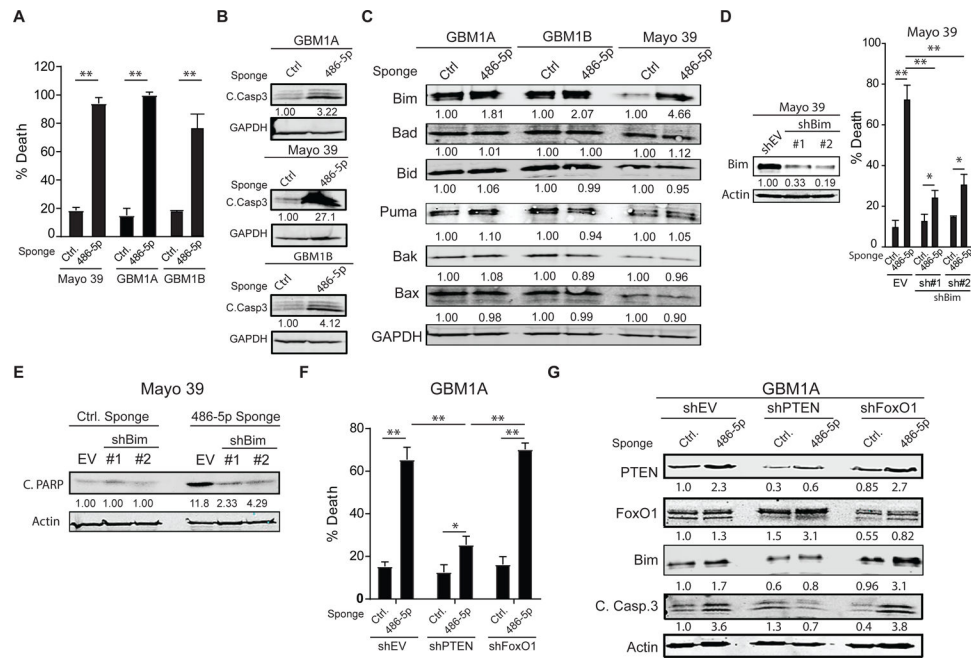 A
% Death
120
100
80
60
40
20
0
** ** **
Sponge Ctrl. 486-5p Ctrl. 486-5p Ctrl. 486-5p
Mayo 39 GBM1A GBM1B
B
GBM1A
Sponge Ctrl 486-5p
C.Casp3
1.00 3.22
GAPDH
Mayo 39
Sponge Ctrl 486-5p
C.Casp3
1.00 27.1
GAPDH
GBM1B
Sponge Ctrl 486-5p
C.Casp3
1.00 4.12
GAPDH
C
GBM1A GBM1B Mayo 39
Sponge Ctrl 486-5p Ctrl 486-5p Ctrl 486-5p
Bim
1.00 1.81 1.00 2.07 1.00 4.66
Bad
1.00 1.01 1.00 1.00 1.00 1.12
Bid
1.00 1.06 1.00 0.99 1.00 0.95
Puma
1.00 1.10 1.00 0.94 1.00 1.05
Bak
1.00 1.08 1.00 0.89 1.00 0.96
Bax
1.00 0.98 1.00 0.99 1.00 0.90
GAPDH
D
Mayo 39
shBim
shEV #1 #2
Bim
1.00 0.33 0.19
Actin
Mayo 39
% Death
100
80
60
40
20
0
**
**
** * *
Sponge Ctrl. 486-5p Ctrl. 486-5p Ctrl. 486-5p
EV sh#1 sh#2
shBim
E
Mayo 39
Ctrl. Sponge 486-5p Sponge
shBim shBim
EV #1 #2 EV #1 #2
C. PARP
1.00 1.00 1.00 11.8 2.33 4.29
Actin
F
GBM1A
% Death
80
60
40
20
0
** **
** * **
Sponge Ctrl. 486-5p Ctrl. 486-5p Ctrl. 486-5p
shEV shPTEN shFoxO1
G
GBM1A
shEV shPTEN shFoxO1
Sponge Ctrl. 486-5p Ctrl. 486-5p Ctrl. 486-5p
PTEN
1.0 2.3 0.3 0.6 0.85 2.7
FoxO1
1.0 1.3 1.5 3.1 0.55 0.82
Bim
1.0 1.7 0.6 0.8 0.96 3.1
C. Casp.3
1.0 3.6 1.3 0.7 0.4 3.8
Actin